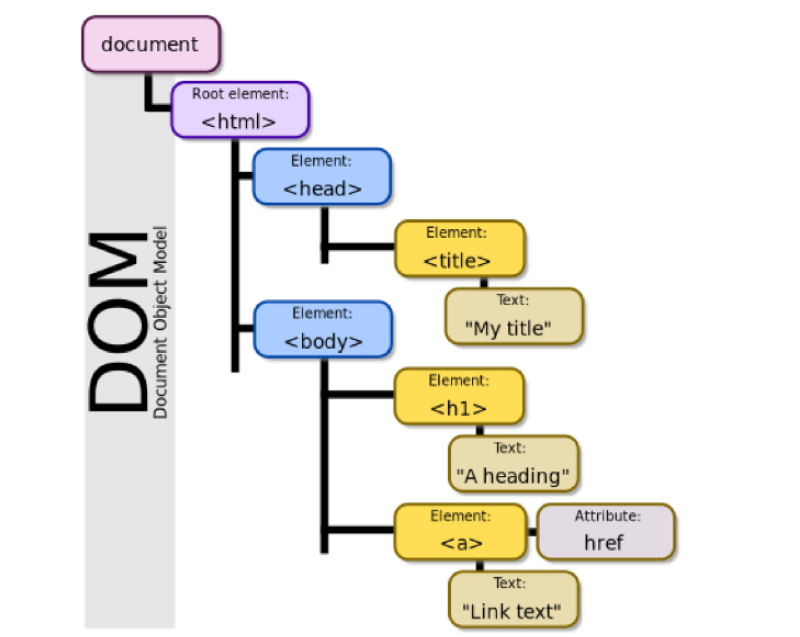 document
Root element:
<html>
Element:
<head>
Element:
<title>
Text:
"My title"
Element:
<body>
Element:
<h1>
Text:
"A heading"
Element:
<a>
Attribute:
href
Text:
"Link text"
DOM
Document Object Model